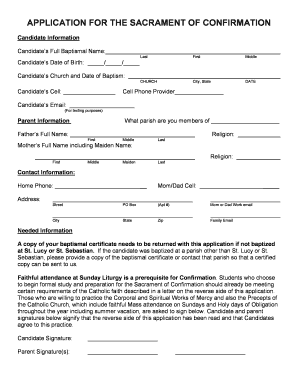 APPLICATION FOR THE SACRAMENT OF CONFIRMATION
Candidate Information
Candidate's Full Baptismal Name:
Last First Middle
Candidate's Date of Birth: / /
Candidate's Church and Date of Baptism:
CHURCH City, State DATE
Candidate's Cell: Cell Phone Provider
Candidate's Email:
(For texting purposes)
Parent Information What parish are you members of
Father's Full Name: Religion:
First Middle Last
Mother's Full Name including Maiden Name:
Religion:
First Middle Maiden Last
Contact Information:
Home Phone: Mom/Dad Cell:
Address:
Street PO Box (Apt #) Mom or Dad Work email
City State Zip Family Email
Needed Information
A copy of your baptismal certificate needs to be returned with this application if not baptized
at St. Lucy or St. Sebastian. If the candidate was baptized at a parish other than St. Lucy or St.
Sebastian, please provide a copy of the baptismal certificate or contact that parish so that a certified
copy can be sent to us.
Faithful attendance at Sunday Liturgy is a prerequisite for Confirmation. Students who choose
to begin formal study and preparation for the Sacrament of Confirmation should already be meeting
certain requirements of the Catholic faith described in a letter on the reverse side of this application.
Those who are willing to practice the Corporal and Spiritual Works of Mercy and also the Precepts of
the Catholic Church, which include faithful Mass attendance on Sundays and Holy days of Obligation
throughout the year including summer vacation, are asked to sign below. Candidate and parent
signatures below signify that the reverse side of this application has been read and that Candidates
agree to this practice.
Candidate Signature:
Parent Signature(s):